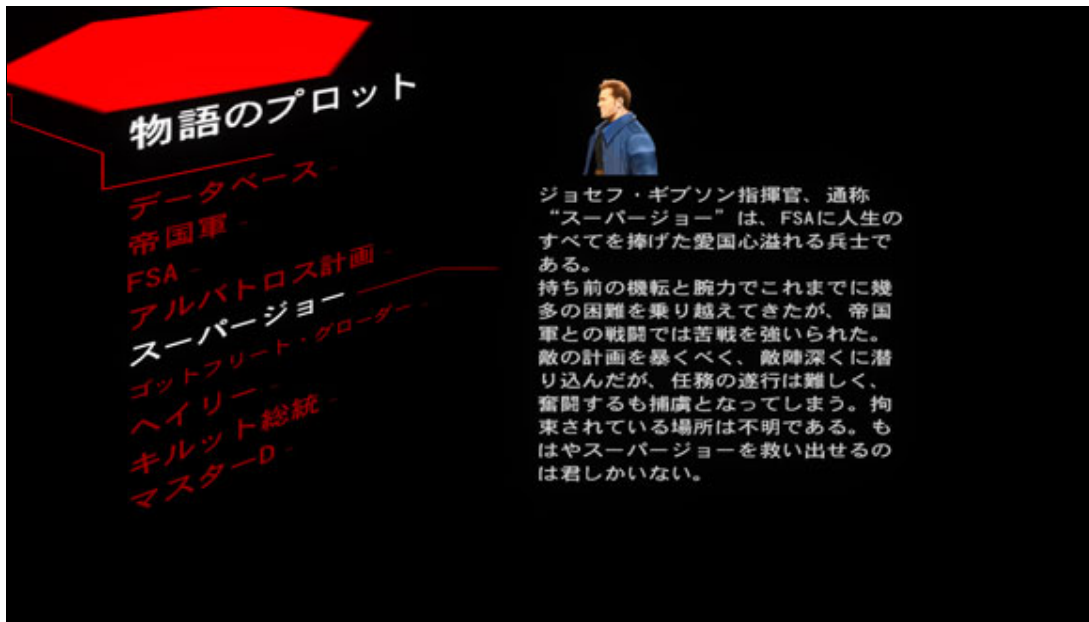 物語のプロット
データベース -
帝国軍 -
FSA -
アルバトロス計画 -
スーパージョー
ゴットフリート・グローダー -
ヘイリー -
キルット総統 -
マスターD -
ジョセフ・ギブソン指揮官、通称
“スーパージョー”は、FSAに人生の
すべてを捧げた愛国心溢れる兵士で
ある。
持ち前の機転と腕力でこれまでに幾
多の困難を乗り越えてきたが、帝国
軍との戦闘では苦戦を強いられた。
敵の計画を暴くべく、敵陣深くに潜
り込んだが、任務の遂行は難しく、
奮闘するも捕虜となってしまう。拘
束されている場所は不明である。も
はやスーパージョーを救い出せるの
は君しかいない。